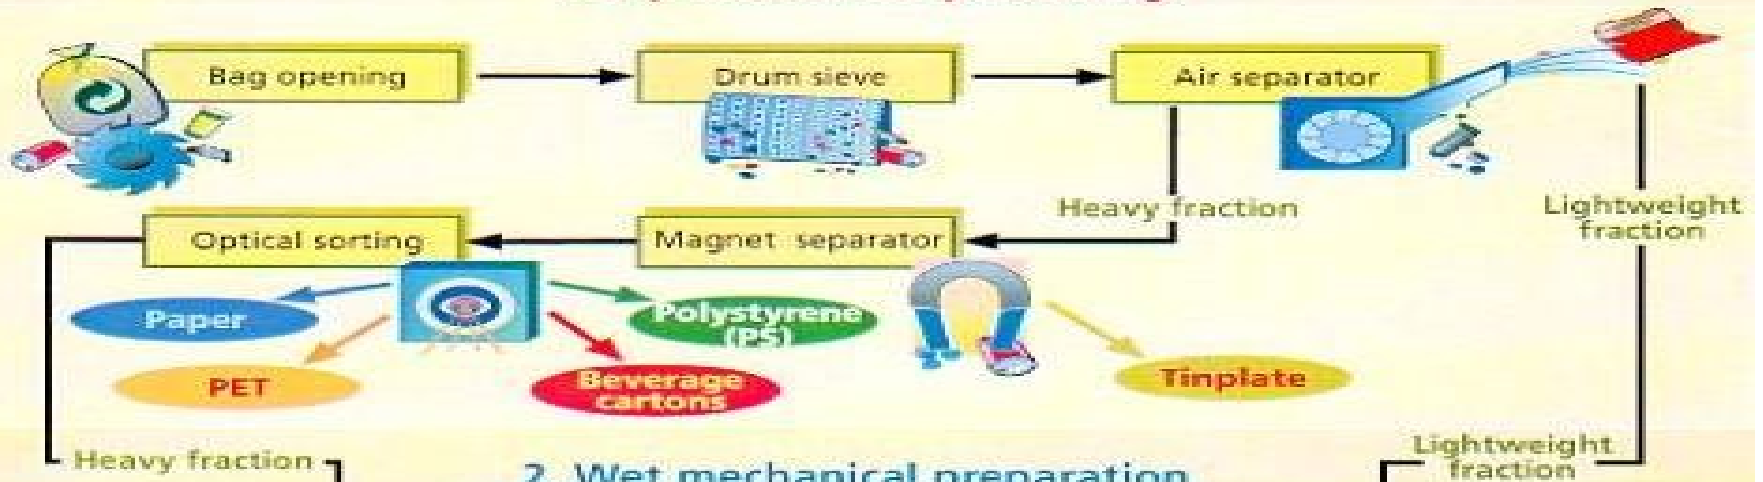 Bag opening
Drum sieve
Air separator
Heavy fraction
Lightweight
fraction
Optical sorting
Magnet separator
Paper
Polystyrene
(PS)
PET
Beverage
cartons
Tinplate
Heavy fraction
2. Wet mechanical preparation
Lightweight
fraction